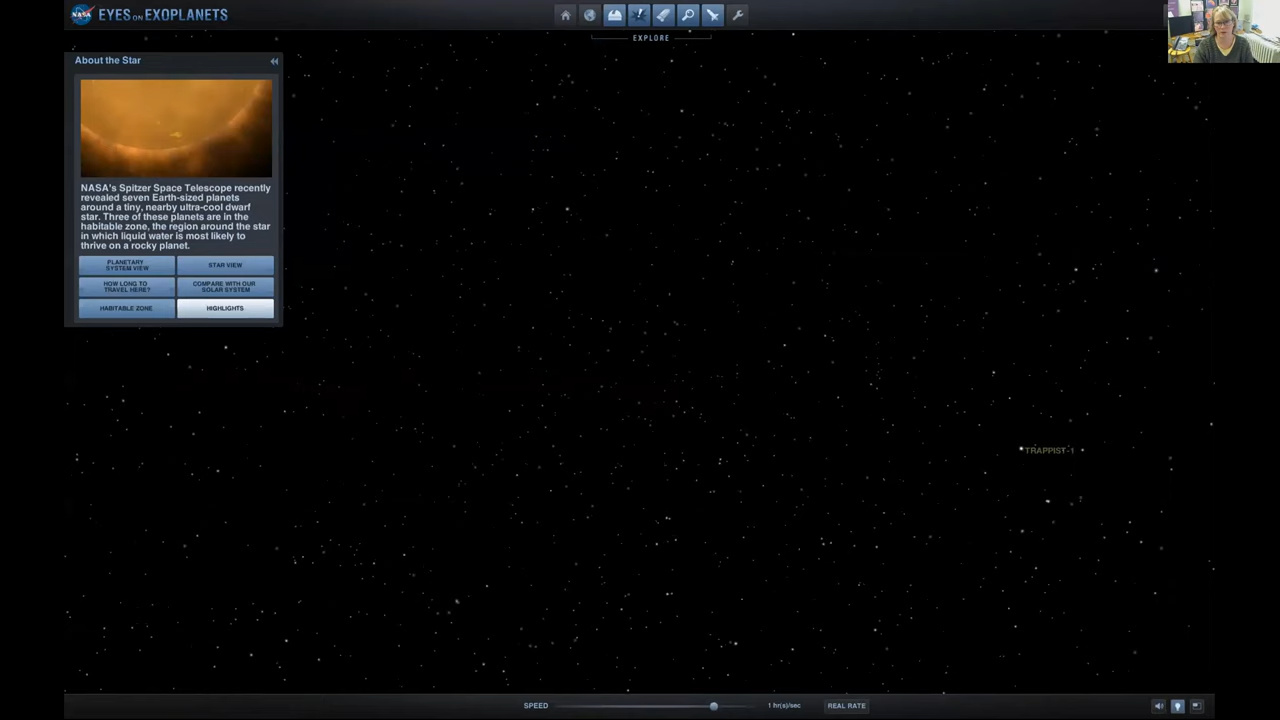 NASA EYES ON EXOPLANETS
EXPLORE
About the Star
NASA's Spitzer Space Telescope recently
revealed seven Earth-sized planets
around a tiny, nearby ultra-cool dwarf
star. Three of these planets are in the
habitable zone, the region around the star
in which liquid water is most likely to
thrive on a rocky planet.
PLANETARY
SYSTEM VIEW
STAR VIEW
HOW LONG TO
TRAVEL HERE?
COMPARE WITH OUR
SOLAR SYSTEM
HABITABLE ZONE
HIGHLIGHTS
TRAPPIST-1
SPEED
1 hr(s)/sec
REAL RATE